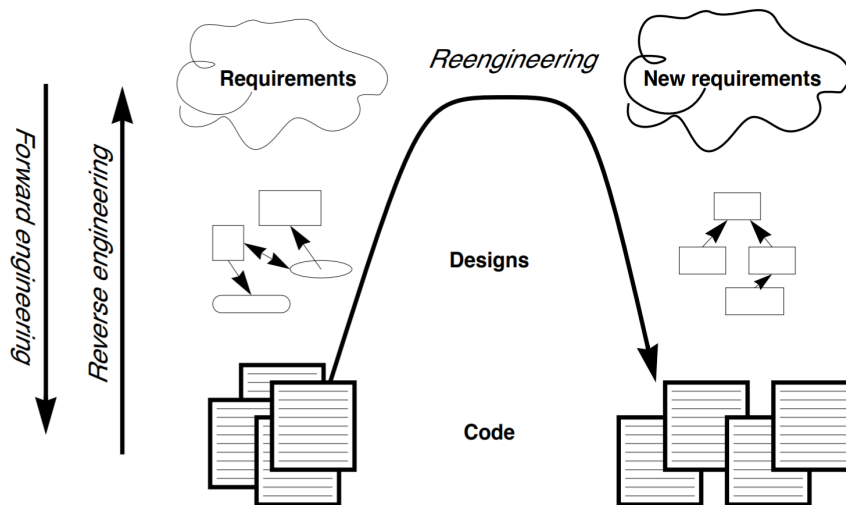 Reengineering
Requirements
New requirements
Forward engineering
Reverse engineering
Designs
Code